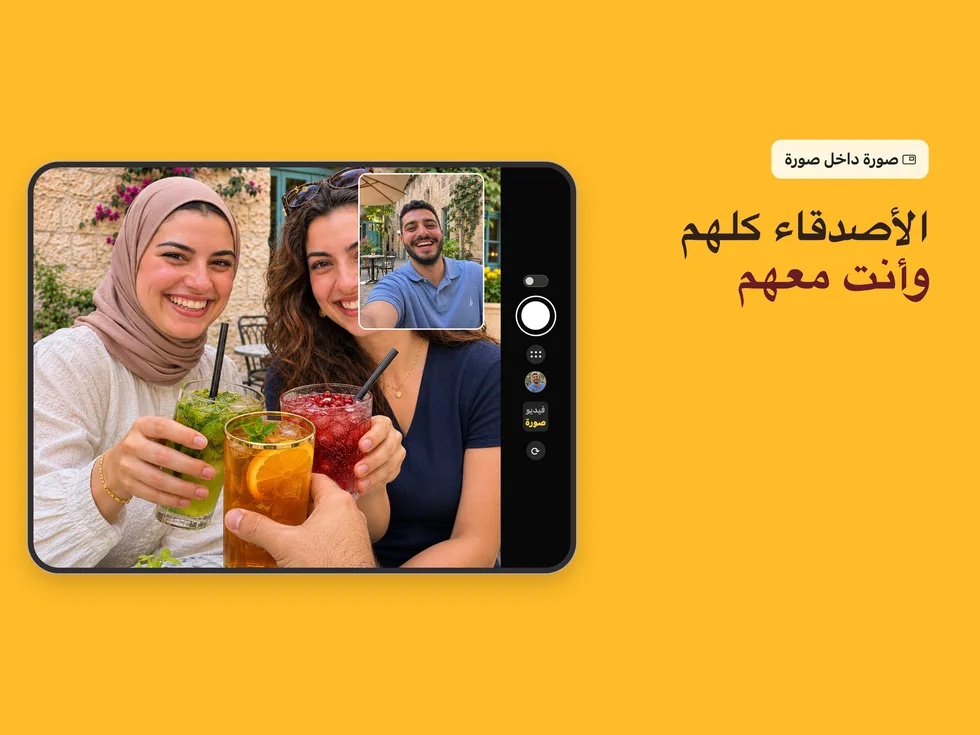 صورة داخل صورة
الأصدقاء كلهم
وأنت معهم
فيديو
صورة